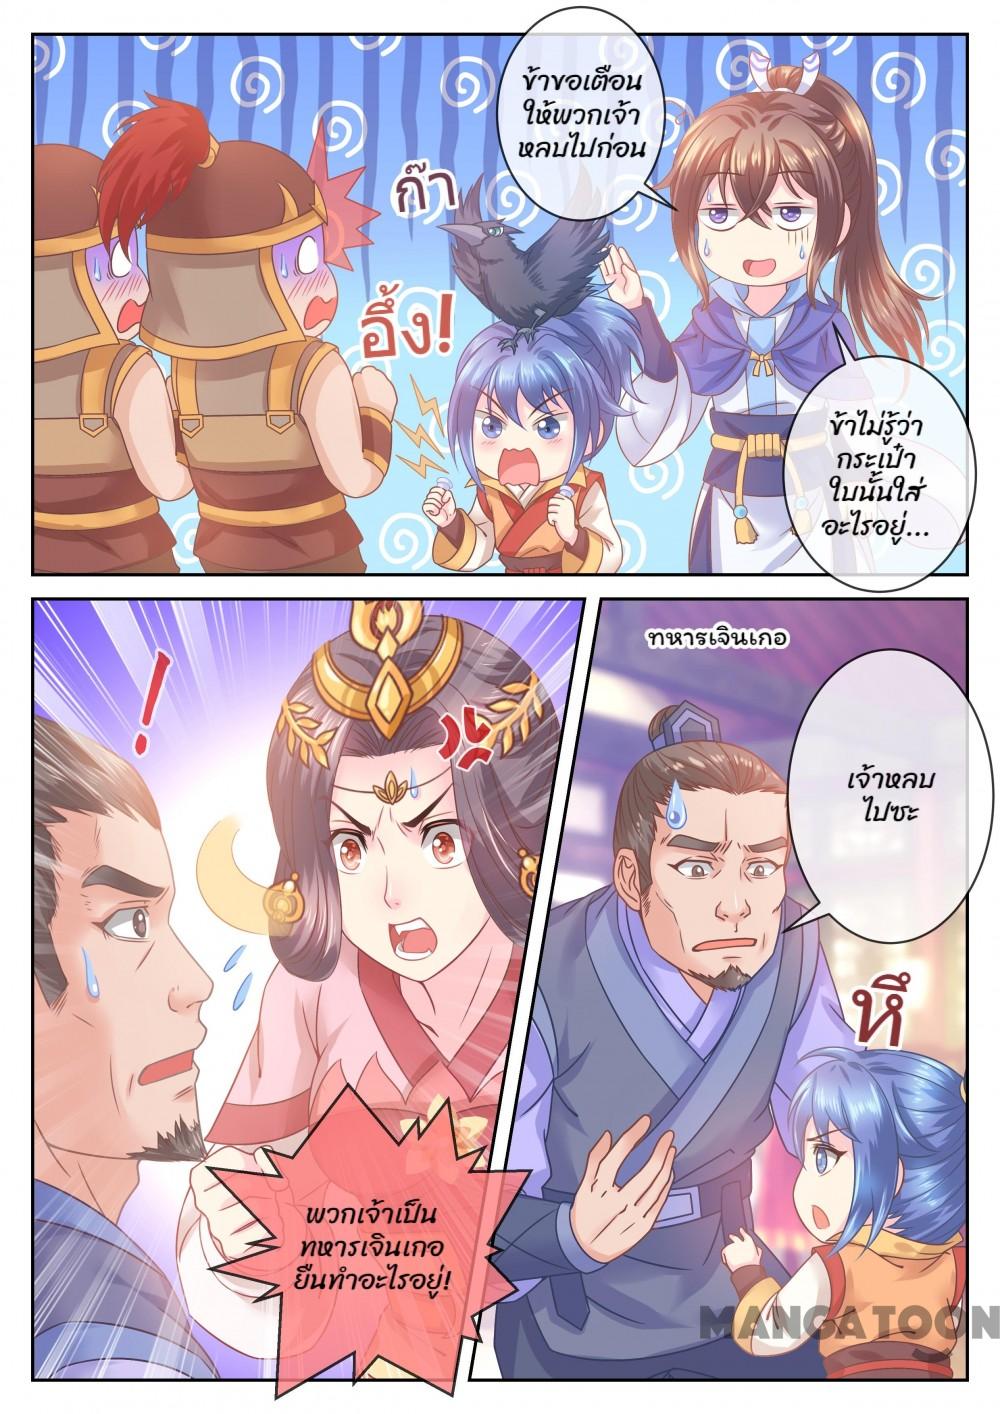 ข้าขอเตือน
ให้พวกเจ้า
หลบไปก่อน
ก๊า
อึ้ง!
ข้าไม่รู้ว่า
กระเป๋า
ใบนั้นใส่
อะไรอยู่...
!
พวกเจ้าเป็น
ทหารเจินเกอ
ยืนทำอะไรอยู่!
ทหารเจินเกอ
เจ้าหลบ
ไปซะ
หึ
MANGATOON